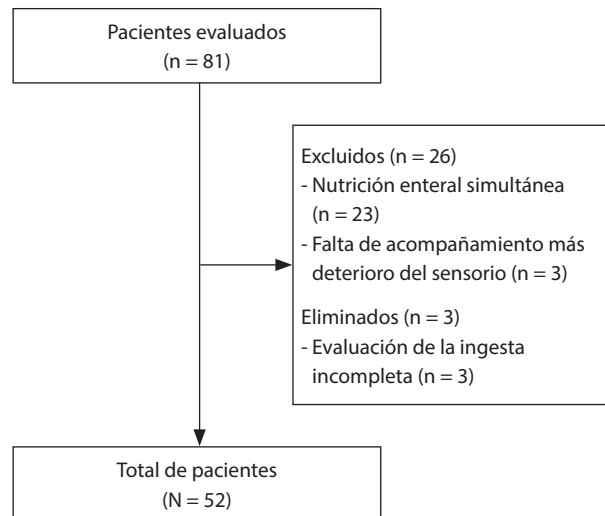 Pacientes evaluados
(n = 81)
Excluidos (n = 26)
- Nutrición enteral simultánea
(n = 23)
- Falta de acompañamiento más
deterioro del sensorio (n = 3)
Eliminados (n = 3)
- Evaluación de la ingesta
incompleta (n = 3)
Total de pacientes
(N = 52)